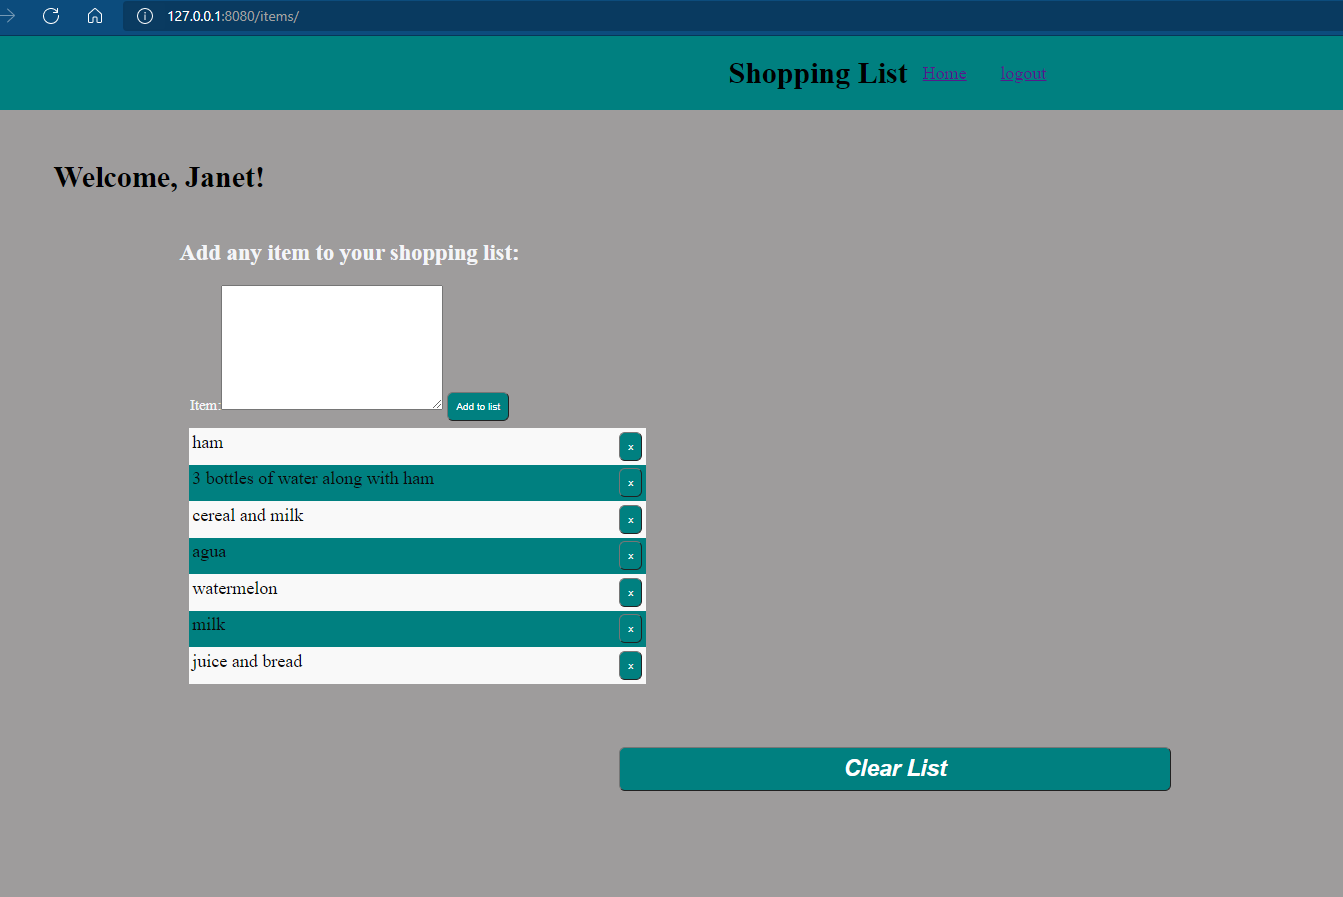 127.0.0.1:8080/items/
Shopping List Home logout
Welcome, Janet!
Add any item to your shopping list:
Item: Add to list
ham x
3 bottles of water along with ham x
cereal and milk x
agua x
watermelon x
milk x
juice and bread x
Clear List